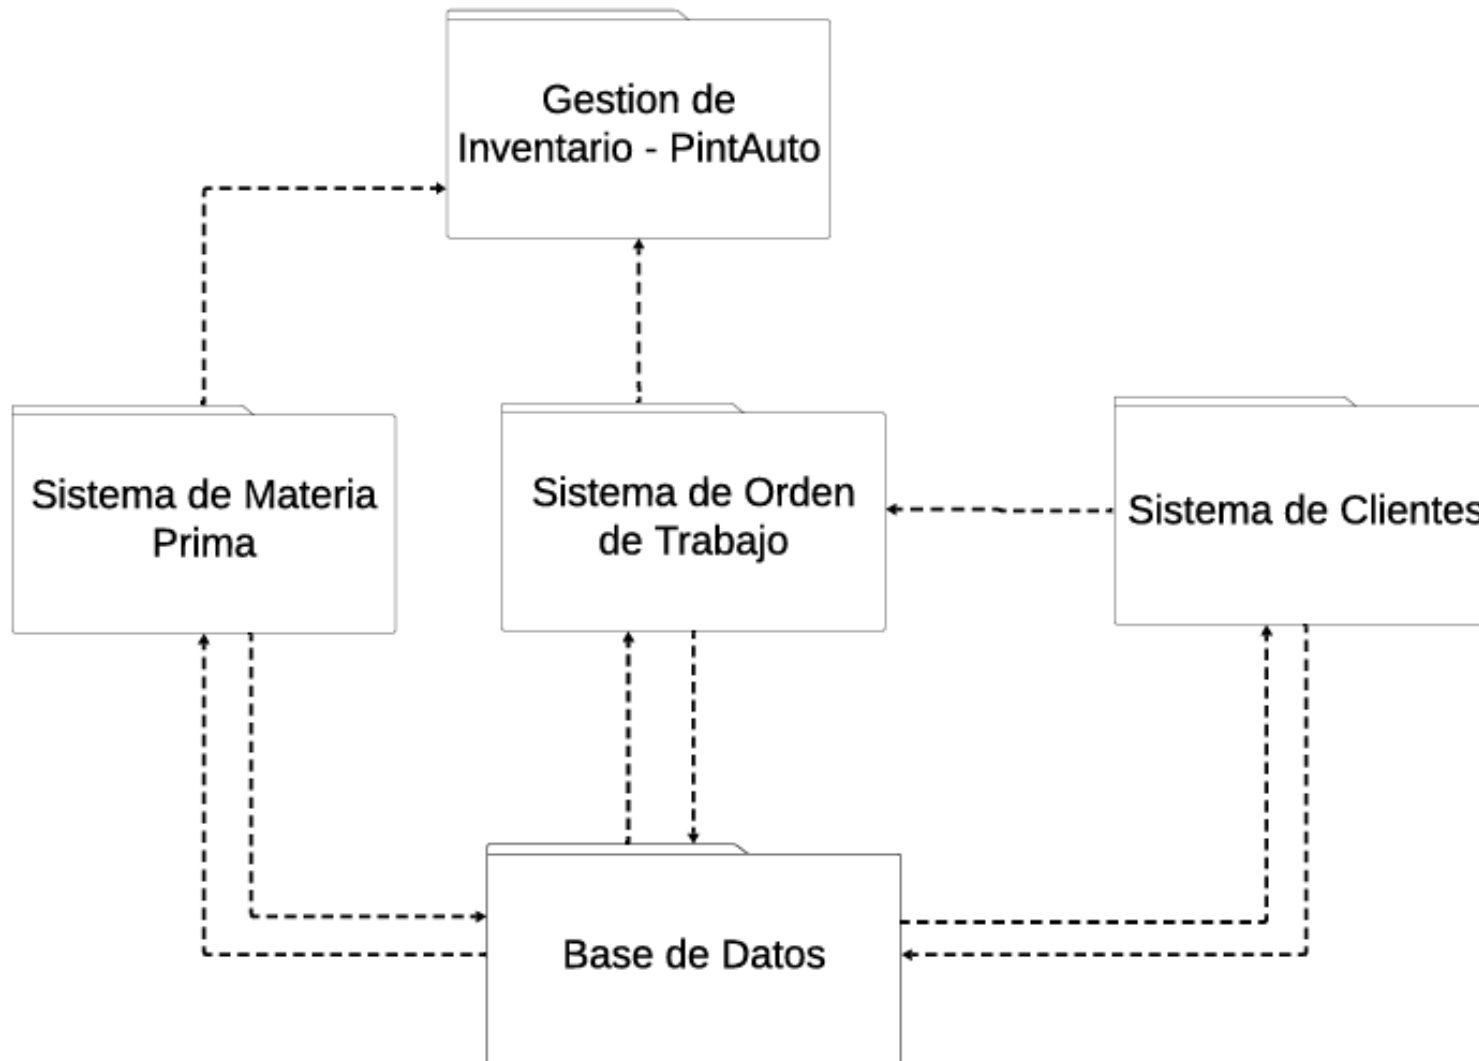 Gestion de
Inventario - PintAuto
Sistema de Materia
Prima
Sistema de Orden
de Trabajo
Sistema de Clientes
Base de Datos